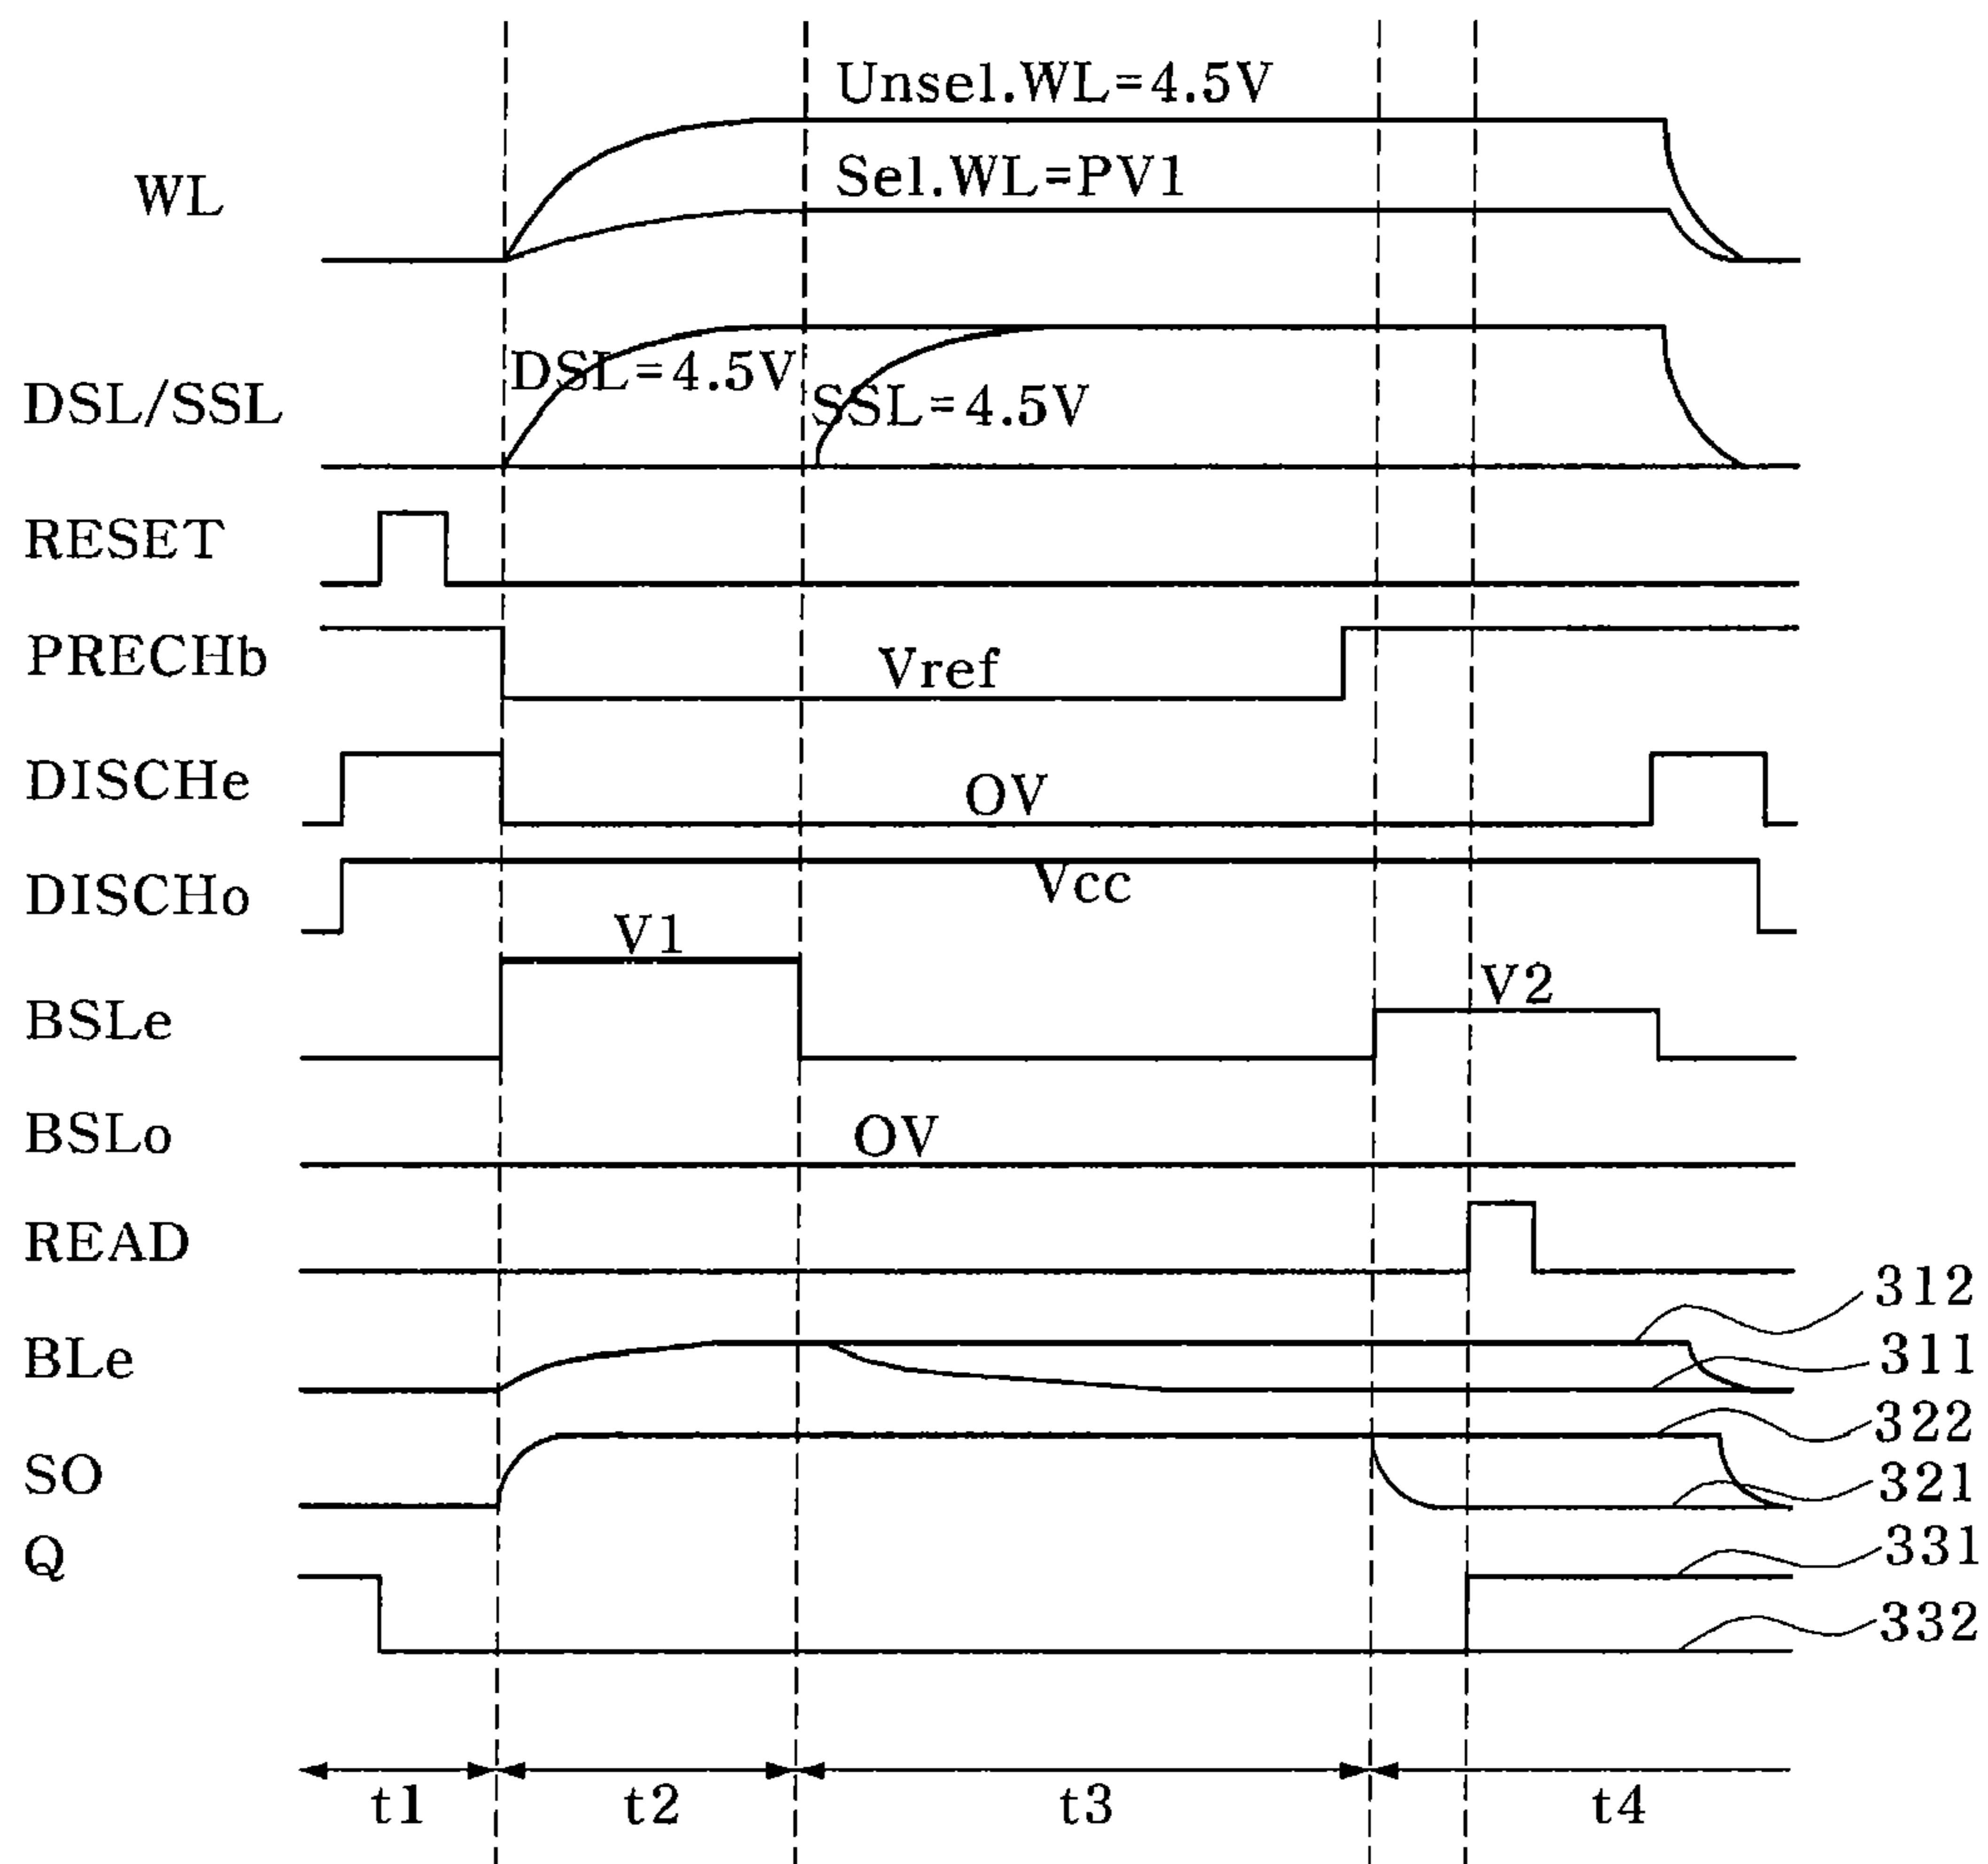 Unsel.WL=4.5V
Sel.WL=PV1
WL
DSL=4.5V
DSL/SSL
SSL=4.5V
RESET
PRECHb
Vref
DISCHe
OV
DISCHo
Vcc
V1
V2
BSLe
BSLo
OV
READ
312
BLe
311
322
SO
321
Q
331
332
t1
t2
t3
t4